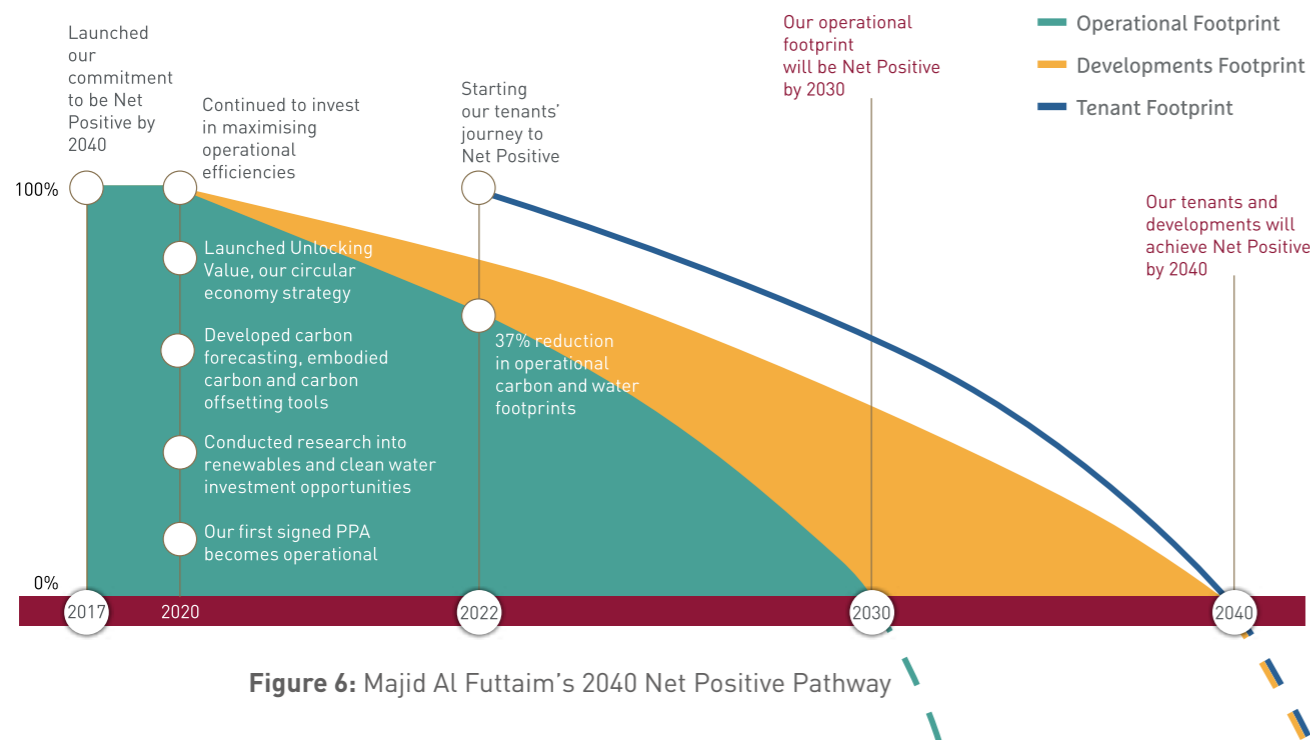 Launched
our
commitment
to be Net
Positive by
2040
Continued to invest
in maximising
operational
efficiencies
Starting
our tenants'
journey to
Net Positive
Our operational
footprint
will be Net Positive
by 2030
Operational Footprint
Developments Footprint
Tenant Footprint
Our tenants and
developments will
achieve Net Positive
by 2040
100%
Launched Unlocking
Value, our circular
economy strategy
Developed carbon
forecasting, embodied
carbon and carbon
offsetting tools
Conducted research into
renewables and clean water
investment opportunities
Our first signed PPA
becomes operational
37% reduction
in operational
carbon and water
footprints
0%
2017
2020
2022
2030
2040
Figure 6: Majid Al Futtaim's 2040 Net Positive Pathway